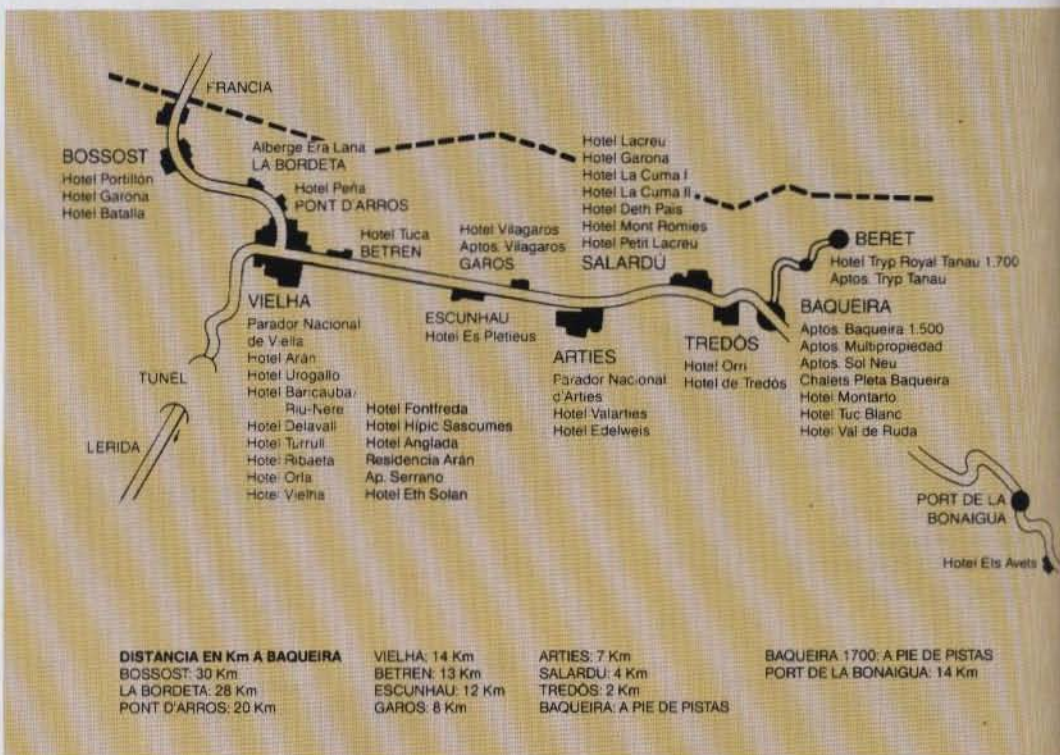 FRANCIA
BOSSOST
Hotel Portillón
Hotel Garona
Hotel Batalla
Alberge Era Lana
LA BORDETA
Hotel Peña
PONT D'ARROS
Hotel Tuca
BETREN
Hotel Vilagaros
Aptos. Vilagaros
GAROS
Hotel Lacreu
Hotel Garona
Hotel La Cuma I
Hotel La Cuma II
Hotel Deth Pais
Hotel Mont Romies
Hotel Petit Lacreu
SALARDÚ
BERET
Hotel Tryp Royal Tanau 1.700
Aptos. Tryp Tanau
VIELHA
Parador Nacional
de Viella
Hotel Arán
Hotel Urogallo
Hotel Baricauba/
Riu-Nere
Hotel Delavall
Hotel Turrull
Hotel Ribaeta
Hotel Orla
Hotel Vielha
Hotel Fontfreda
Hotel Hípic Sascumes
Hotel Anglada
Residencia Arán
Ap. Serrano
Hotel Eth Solan
ESCUNHAU
Hotel Es Pletieus
ARTIES
Parador Nacional
d'Arties
Hotel Valarties
Hotel Edelweis
TREDÒS
Hotel Orri
Hotel de Tredòs
BAQUEIRA
Aptos. Baqueira 1.500
Aptos. Multipropiedad
Aptos. Sol Neu
Chalets Pleta Baqueira
Hotel Montarto
Hotel Tuc Blanc
Hotel Val de Ruda
TUNEL
LERIDA
PORT DE LA
BONAIGUA
Hotel Els Avets
DISTANCIA EN Km A BAQUEIRA
BOSSOST: 30 Km
LA BORDETA: 28 Km
PONT D'ARROS: 20 Km
VIELHA: 14 Km
BETREN: 13 Km
ESCUNHAU: 12 Km
GAROS: 8 Km
ARTIES: 7 Km
SALARDU: 4 Km
TREDÒS: 2 Km
BAQUEIRA: A PIE DE PISTAS
BAQUEIRA 1700: A PIE DE PISTAS
PORT DE LA BONAIGUA: 14 Km